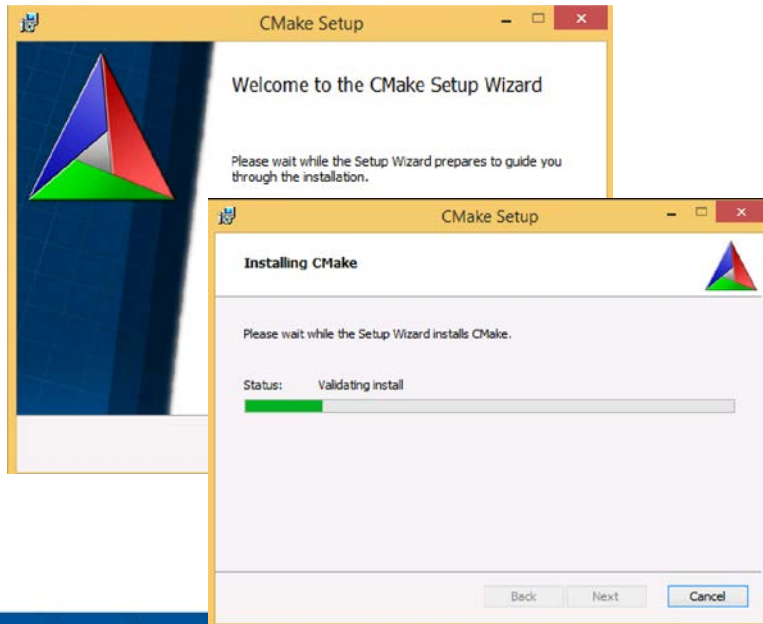 CMake Setup
Welcome to the CMake Setup Wizard
Please wait while the Setup Wizard prepares to guide you
through the installation.
CMake Setup
Installing CMake
Please wait while the Setup Wizard installs CMake.
Status: Validating install
Back Next Cancel